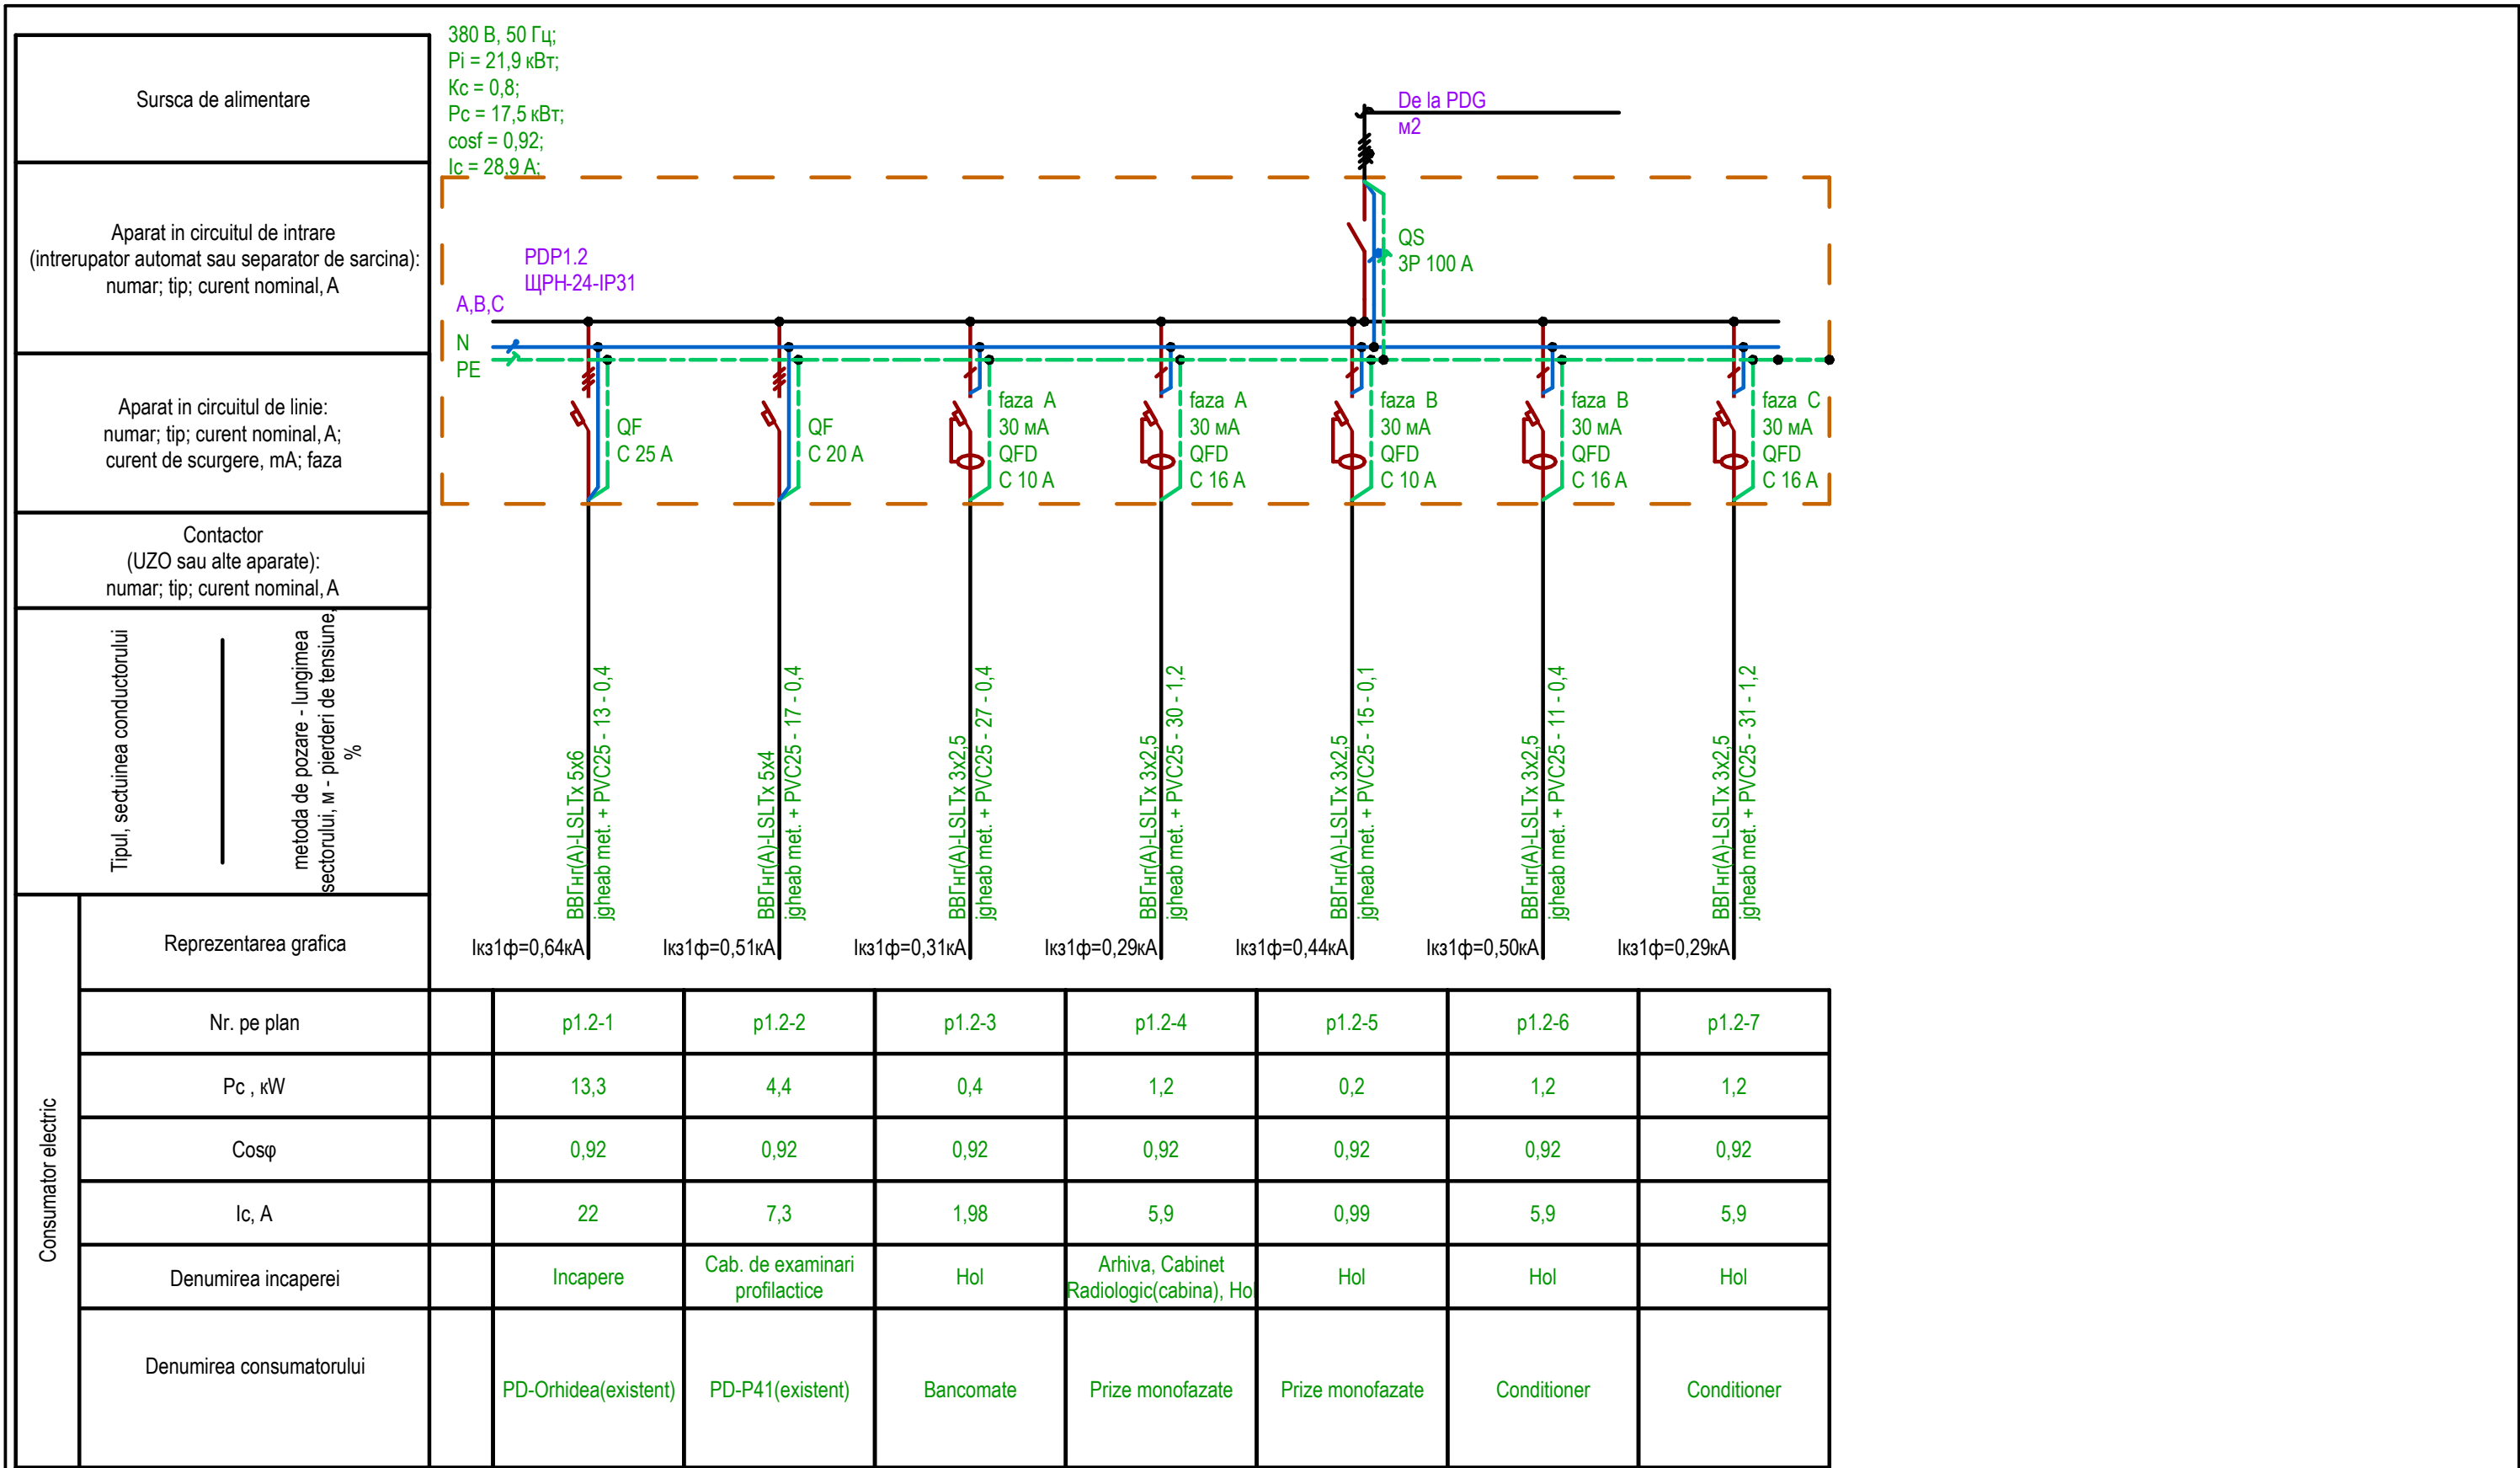 380 В, 50 Гц;
Pi = 21,9 кВт;
Кс = 0,8;
Рс = 17,5 кВт;
cosf = 0,92;
Ic = 28,9 А;
Sursca de alimentare
De la PDG
м2
Aparat in circuitul de intrare
(intrerupator automat sau separator de sarcina):
numar; tip; curent nominal, A
PDP1.2
ЩРН-24-IP31
QS
3P 100 A
A,B,C
N
PE
Aparat in circuitul de linie:
numar; tip; curent nominal, A;
curent de scurgere, mA; faza
QF
C 25 A
QF
C 20 A
faza A
30 мА
QFD
C 10 A
faza A
30 мА
QFD
C 16 A
faza B
30 мА
QFD
C 10 A
faza B
30 мА
QFD
C 16 A
faza C
30 мА
QFD
C 16 A
Contactor
(UZO sau alte aparate):
numar; tip; curent nominal, A
Tipul, sectuinea conductorului
metoda de pozare - lungimea
sectorului, м - pierderi de tensiune,
%
ВВГнг(А)-LSLTx 5x6
jgheab met. + PVC25 - 13 - 0,4
ВВГнг(А)-LSLTx 5x4
jgheab met. + PVC25 - 17 - 0,4
ВВГнг(А)-LSLTx 3x2,5
jgheab met. + PVC25 - 27 - 0,4
ВВГнг(А)-LSLTx 3x2,5
jgheab met. + PVC25 - 30 - 1,2
ВВГнг(А)-LSLTx 3x2,5
jgheab met. + PVC25 - 15 - 0,1
ВВГнг(А)-LSLTx 3x2,5
jgheab met. + PVC25 - 11 - 0,4
ВВГнг(А)-LSLTx 3x2,5
jgheab met. + PVC25 - 31 - 1,2
Consumator electric
Reprezentarea grafica
Iкз1ф=0,64кА
Iкз1ф=0,51кА
Iкз1ф=0,31кА
Iкз1ф=0,29кА
Iкз1ф=0,44кА
Iкз1ф=0,50кА
Iкз1ф=0,29кА
Nr. pe plan
p1.2-1
p1.2-2
p1.2-3
p1.2-4
p1.2-5
p1.2-6
p1.2-7
Pc , кW
13,3
4,4
0,4
1,2
0,2
1,2
1,2
Cosφ
0,92
0,92
0,92
0,92
0,92
0,92
0,92
Ic, A
22
7,3
1,98
5,9
0,99
5,9
5,9
Denumirea incaperei
Incapere
Cab. de examinari
profilactice
Hol
Arhiva, Cabinet
Radiologic(cabina), Hol
Hol
Hol
Hol
Denumirea consumatorului
PD-Orhidea(existent)
PD-P41(existent)
Bancomate
Prize monofazate
Prize monofazate
Conditioner
Conditioner